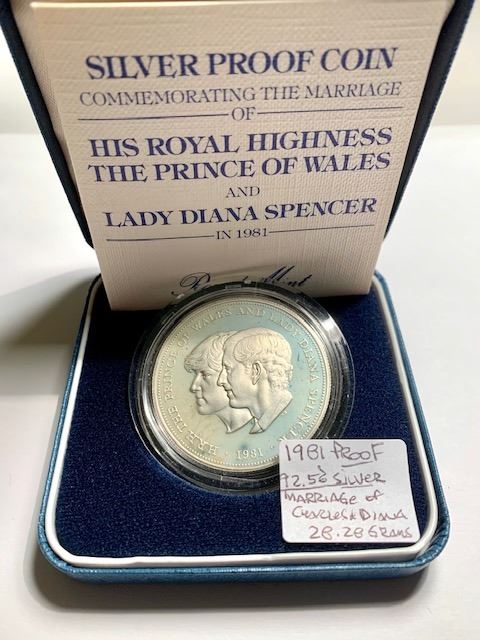 SILVER PROOF COIN
COMMEMORATING THE MARRIAGE
OF
HIS ROYAL HIGHNESS
THE PRINCE OF WALES
AND
LADY DIANA SPENCER
IN 1981
Royal Mint
H.R.H. THE PRINCE OF WALES AND LADY DIANA SPENCER
· 1981 ·
1981 PROOF
92.5% SILVER
MARRIAGE of
CHARLES & DIANA
28.28 GRAMS